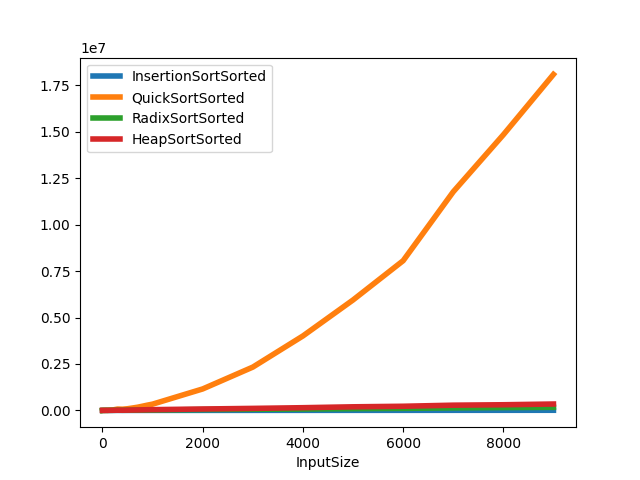 1e7
InsertionSortSorted
QuickSortSorted
RadixSortSorted
HeapSortSorted
1.75
1.50
1.25
1.00
0.75
0.50
0.25
0.00
0 2000 4000 6000 8000
InputSize